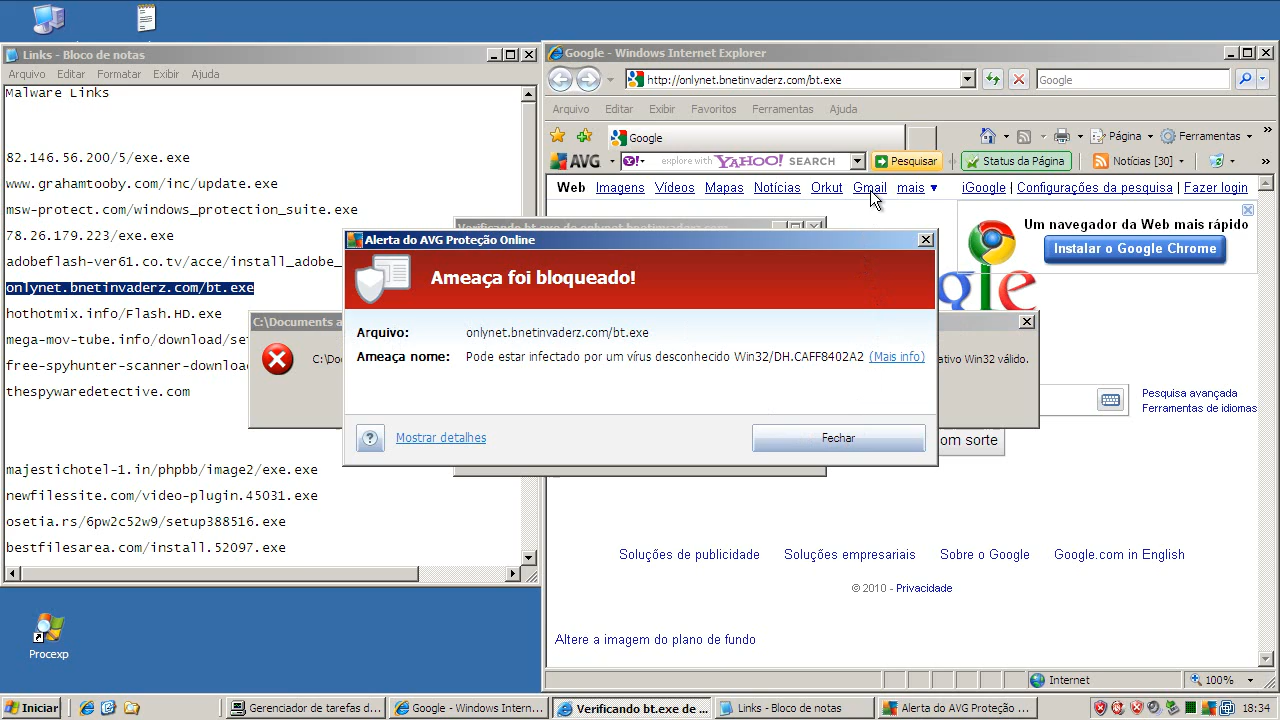 Links - Bloco de notas
Arquivo Editar Formatar Exibir Ajuda
Malware Links
82.146.56.200/5/exe.exe
www.grahamtooby.com/inc/update.exe
msw-protect.com/windows_protection_suite.exe
78.26.179.223/exe.exe
adobeflash-ver61.co.tv/acce/install_adobe_
onlynet.bnetinvaderz.com/bt.exe
hothotmix.info/Flash.HD.exe
mega-mov-tube.info/download/se
free-spyhunter-scanner-download
thespywaredetective.com
majestichotel-1.in/phpbb/image2/exe.exe
newfilessite.com/video-plugin.45031.exe
osetia.rs/6pw2c52w9/setup388516.exe
bestfilesarea.com/install.52097.exe
Google - Windows Internet Explorer
http://onlynet.bnetinvaderz.com/bt.exe
Google
Arquivo Editar Exibir Favoritos Ferramentas Ajuda
Google
Página Ferramentas
AVG Y! explore with YAHOO! SEARCH Pesquisar Status da Página Notícias [30]
Web Imagens Vídeos Mapas Notícias Orkut Gmail mais ▼ iGoogle | Configurações da pesquisa | Fazer login
Um navegador da Web mais rápido
Instalar o Google Chrome
Verificando bt.exe de onlynet.bnetinvaderz.com
Alerta do AVG Proteção Online
Ameaça foi bloqueado!
Arquivo: onlynet.bnetinvaderz.com/bt.exe
Ameaça nome: Pode estar infectado por um vírus desconhecido Win32/DH.CAFF8402A2 (Mais info)
Mostrar detalhes
Fechar
C:\Documents a
C:\Do
ativo Win32 válido.
Pesquisa avançada
Ferramentas de idiomas
om sorte
Soluções de publicidade Soluções empresariais Sobre o Google Google.com in English
© 2010 - Privacidade
Altere a imagem do plano de fundo
Internet 100%
Procexp
Iniciar
Gerenciador de tarefas d...
Google - Windows Intern...
Verificando bt.exe de ...
Links - Bloco de notas
Alerta do AVG Proteção ...
18:34